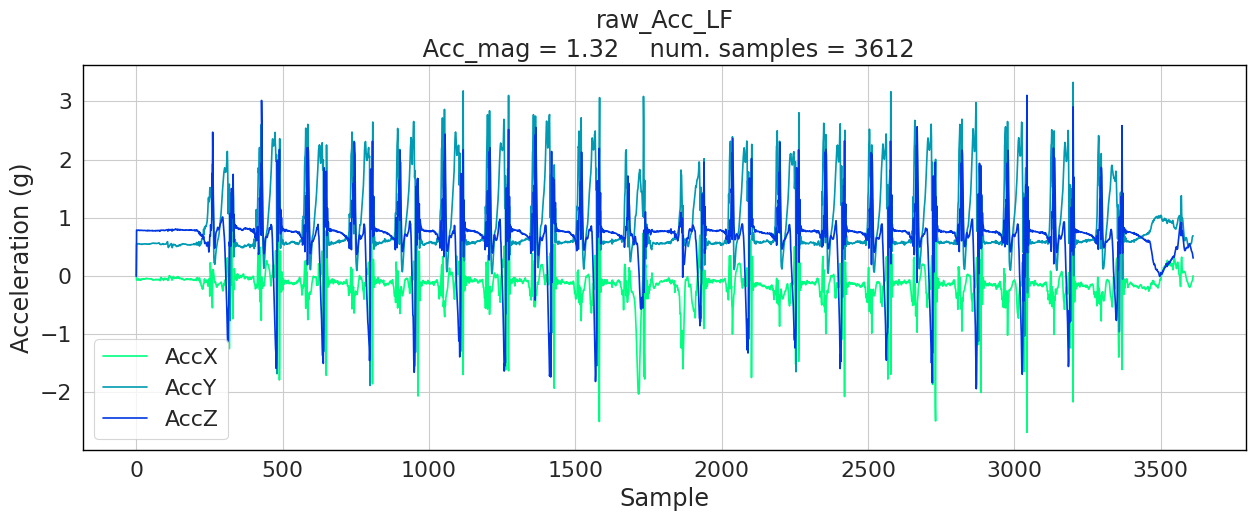 raw_Acc_LF
Acc_mag = 1.32    num. samples = 3612
Acceleration (g)
3
2
1
0
−1
−2
AccX
AccY
AccZ
0 500 1000 1500 2000 2500 3000 3500
Sample